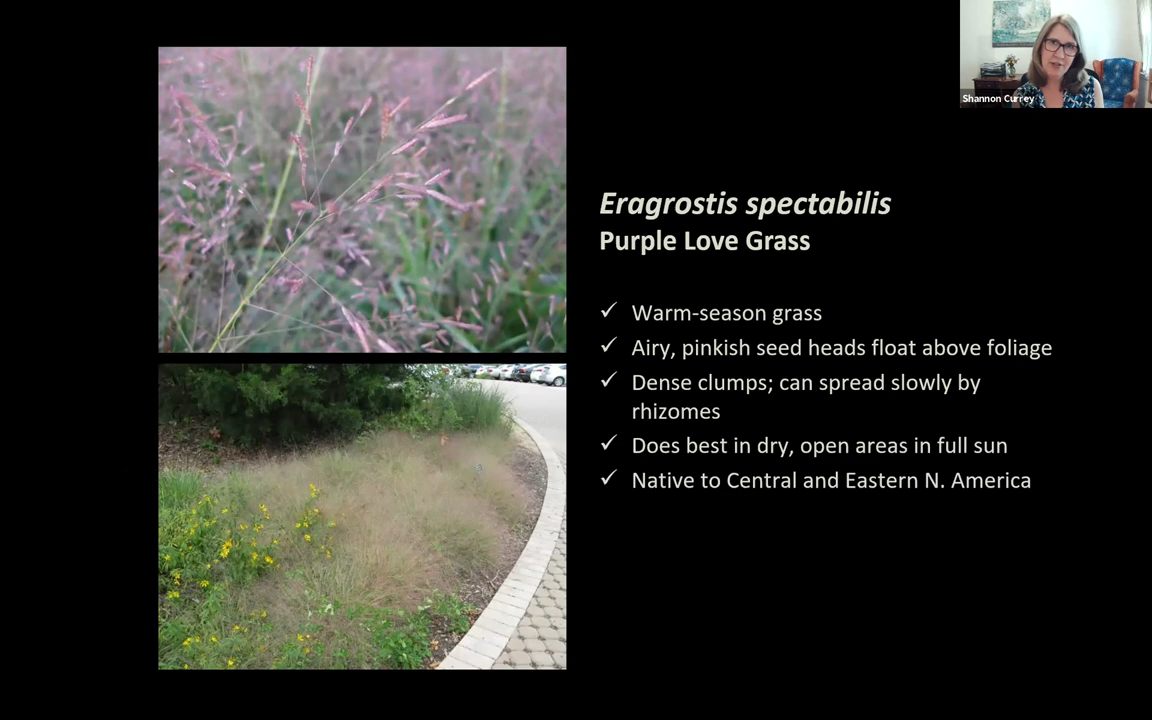 Shannon Currey
Eragrostis spectabilis
Purple Love Grass
✓ Warm-season grass
✓ Airy, pinkish seed heads float above foliage
✓ Dense clumps; can spread slowly by
rhizomes
✓ Does best in dry, open areas in full sun
✓ Native to Central and Eastern N. America